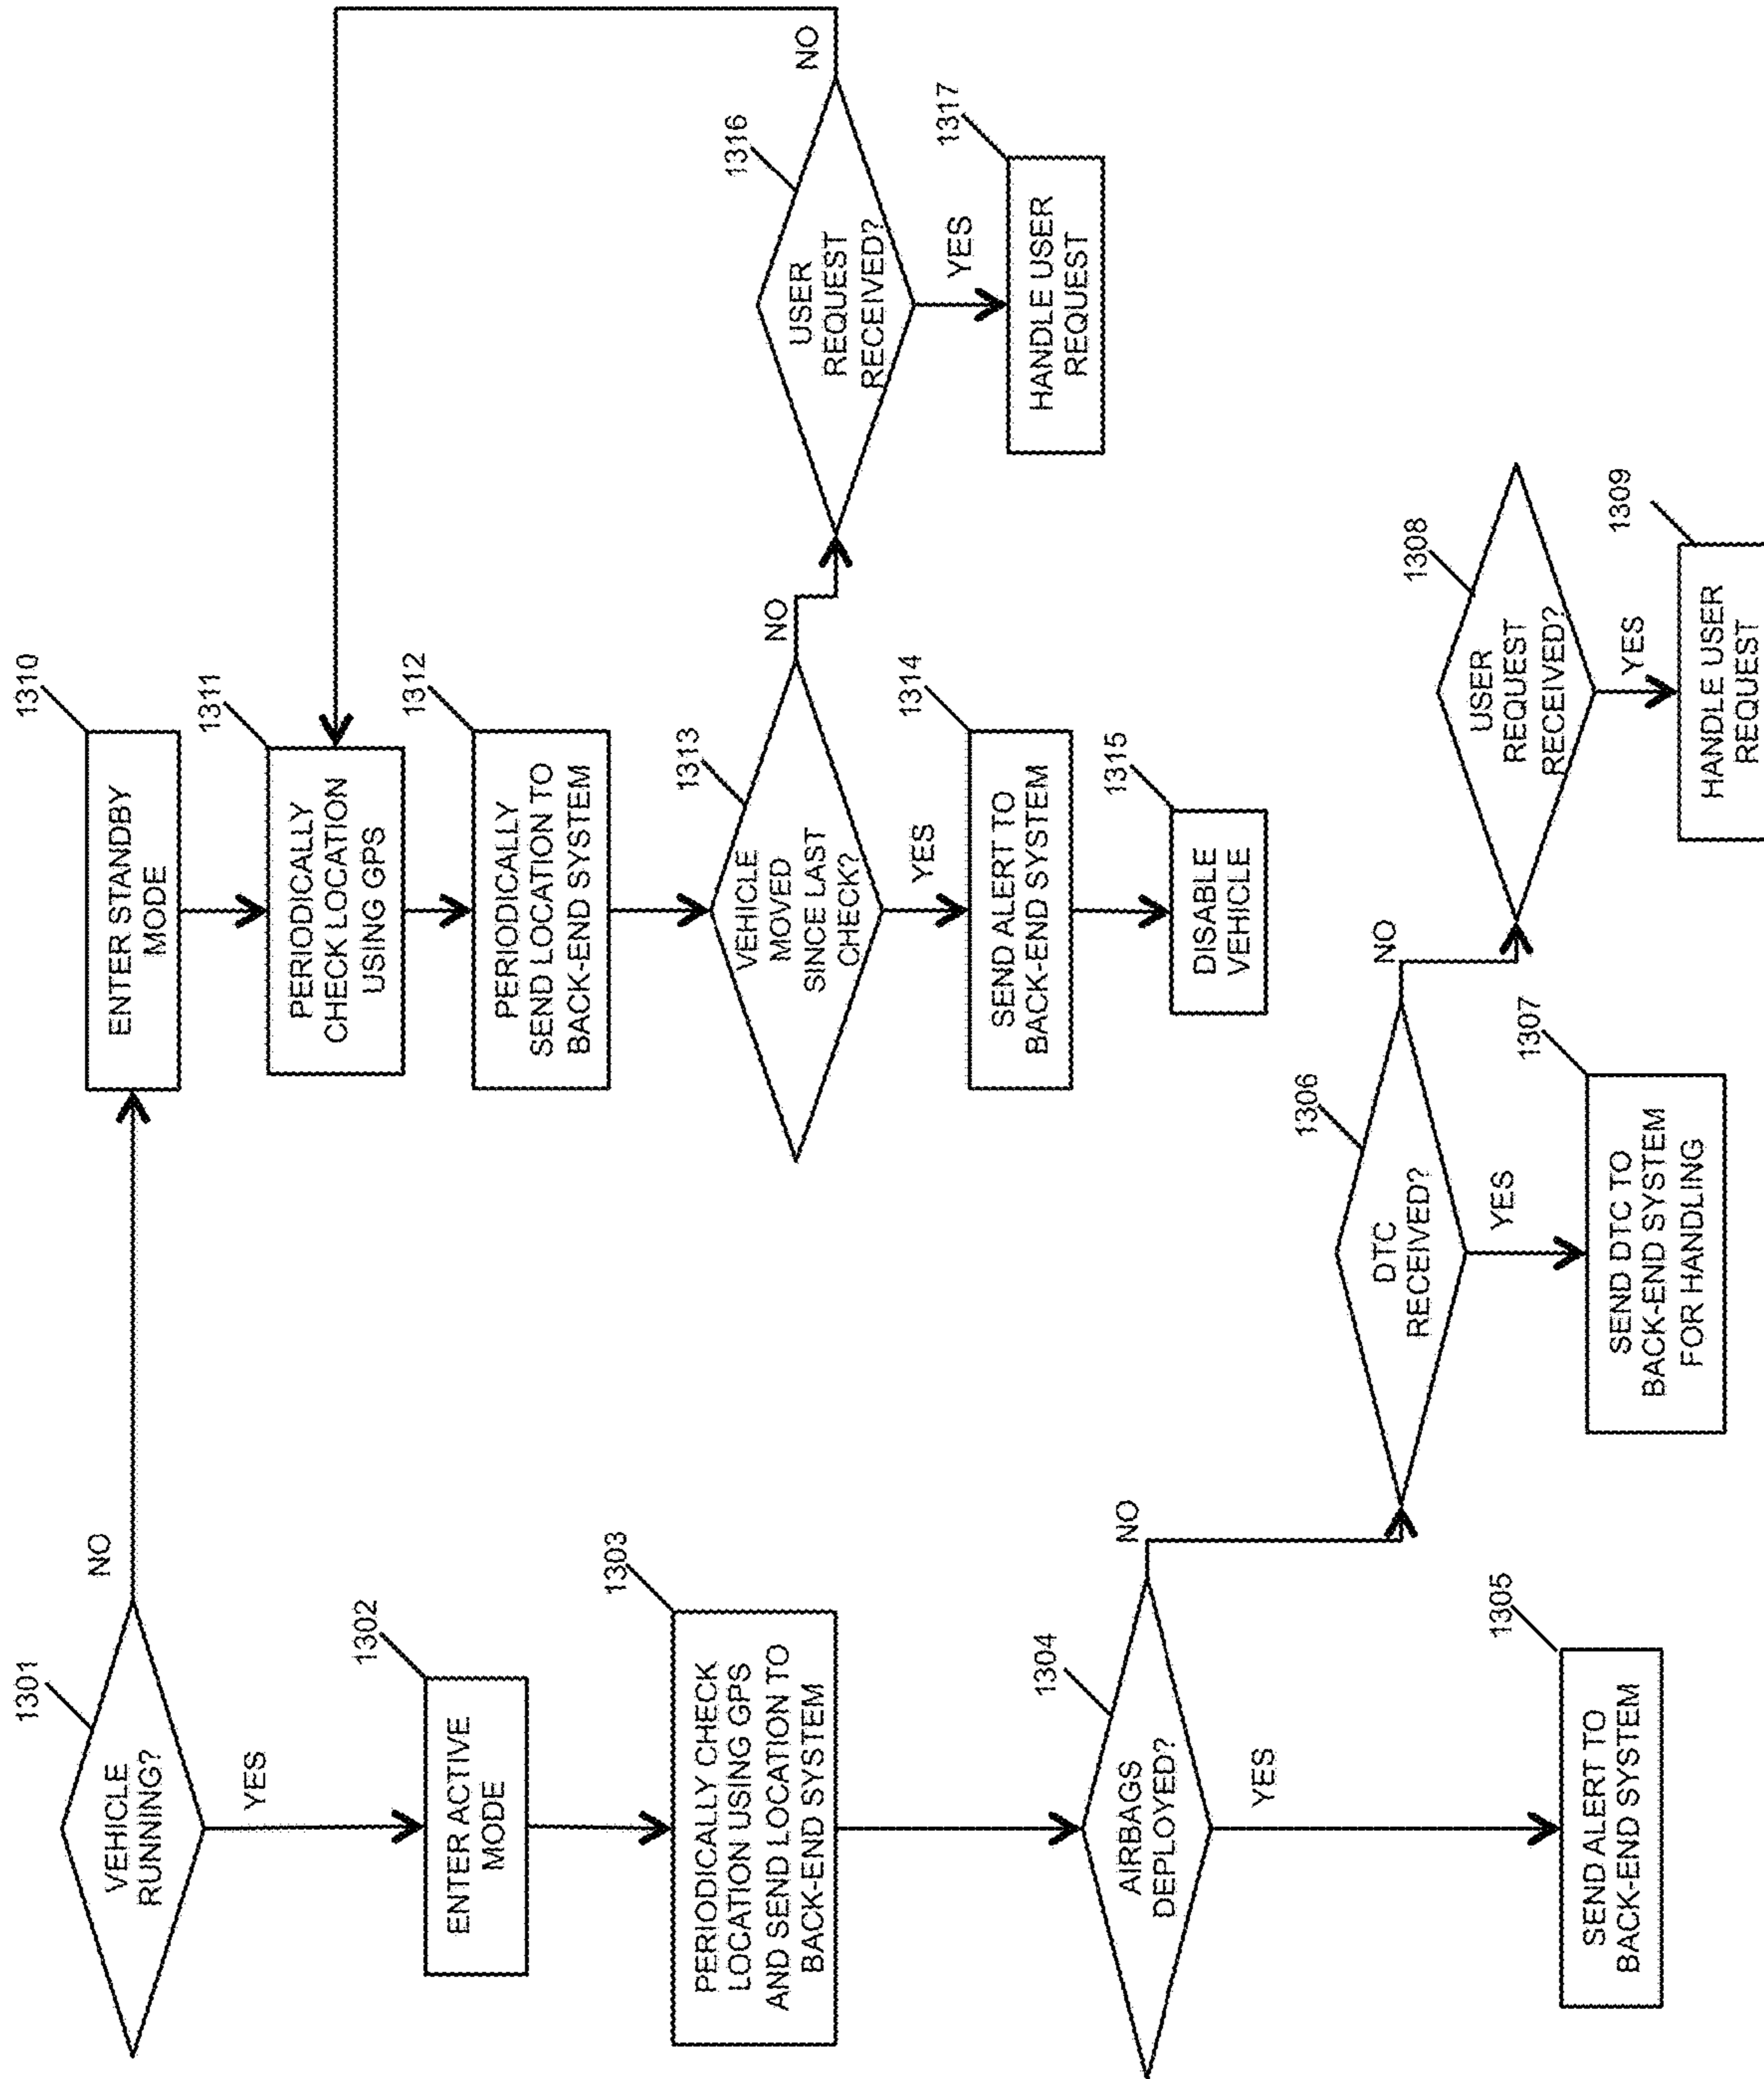 1301
VEHICLE
RUNNING?
NO
YES
1302
ENTER ACTIVE
MODE
1303
PERIODICALLY CHECK
LOCATION USING GPS
AND SEND LOCATION TO
BACK-END SYSTEM
1304
AIRBAGS
DEPLOYED?
NO
YES
1305
SEND ALERT TO
BACK-END SYSTEM
1306
DTC
RECEIVED?
NO
YES
1307
SEND DTC TO
BACK-END SYSTEM
FOR HANDLING
1308
USER
REQUEST
RECEIVED?
YES
1309
HANDLE USER
REQUEST
1310
ENTER STANDBY
MODE
1311
PERIODICALLY
CHECK LOCATION
USING GPS
1312
PERIODICALLY
SEND LOCATION TO
BACK-END SYSTEM
1313
VEHICLE
MOVED
SINCE LAST
CHECK?
NO
YES
1314
SEND ALERT TO
BACK-END SYSTEM
1315
DISABLE
VEHICLE
1316
USER
REQUEST
RECEIVED?
NO
YES
1317
HANDLE USER
REQUEST